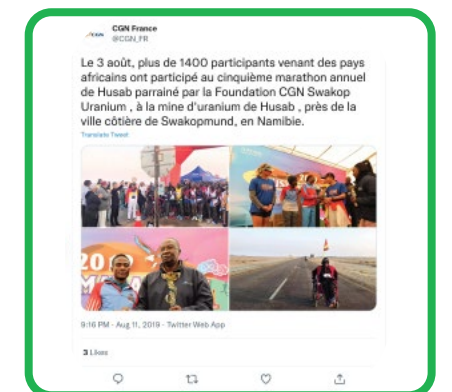 CGN
CGN France
@CGN_FR
Le 3 août, plus de 1400 participants venant des pays
africains ont participé au cinquième marathon annuel
de Husab parrainé par la Foundation CGN Swakop
Uranium , à la mine d'uranium de Husab , près de la
ville côtière de Swakopmund, en Namibie.
Translate Tweet
9:16 PM · Aug 11, 2019 · Twitter Web App
3 Likes